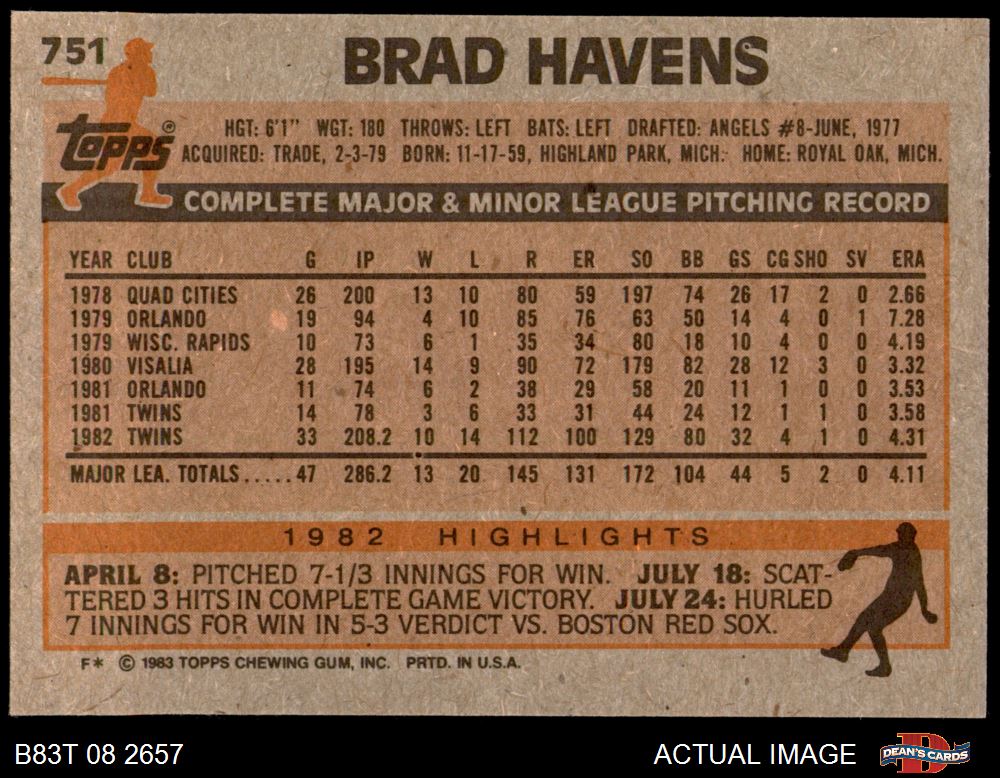 751 BRAD HAVENS
Topps® HGT: 6'1" WGT: 180 THROWS: LEFT BATS: LEFT DRAFTED: ANGELS #8-JUNE, 1977
ACQUIRED: TRADE, 2-3-79 BORN: 11-17-59, HIGHLAND PARK, MICH. HOME: ROYAL OAK, MICH.
COMPLETE MAJOR & MINOR LEAGUE PITCHING RECORD
YEAR CLUB G IP W L R ER SO BB GS CG SHO SV ERA
1978 QUAD CITIES 26 200 13 10 80 59 197 74 26 17 2 0 2.66
1979 ORLANDO 19 94 4 10 85 76 63 50 14 4 0 1 7.28
1979 WISC. RAPIDS 10 73 6 1 35 34 80 18 10 4 0 0 4.19
1980 VISALIA 28 195 14 9 90 72 179 82 28 12 3 0 3.32
1981 ORLANDO 11 74 6 2 38 29 58 20 11 1 0 0 3.53
1981 TWINS 14 78 3 6 33 31 44 24 12 1 1 0 3.58
1982 TWINS 33 208.2 10 14 112 100 129 80 32 4 1 0 4.31
MAJOR LEA. TOTALS.....47 286.2 13 20 145 131 172 104 44 5 2 0 4.11
1982 HIGHLIGHTS
APRIL 8: PITCHED 7-1/3 INNINGS FOR WIN. JULY 18: SCAT-
TERED 3 HITS IN COMPLETE GAME VICTORY. JULY 24: HURLED
7 INNINGS FOR WIN IN 5-3 VERDICT VS. BOSTON RED SOX.
F* © 1983 TOPPS CHEWING GUM, INC. PRTD. IN U.S.A.
B83T 08 2657 ACTUAL IMAGE D DEAN'S CARDS